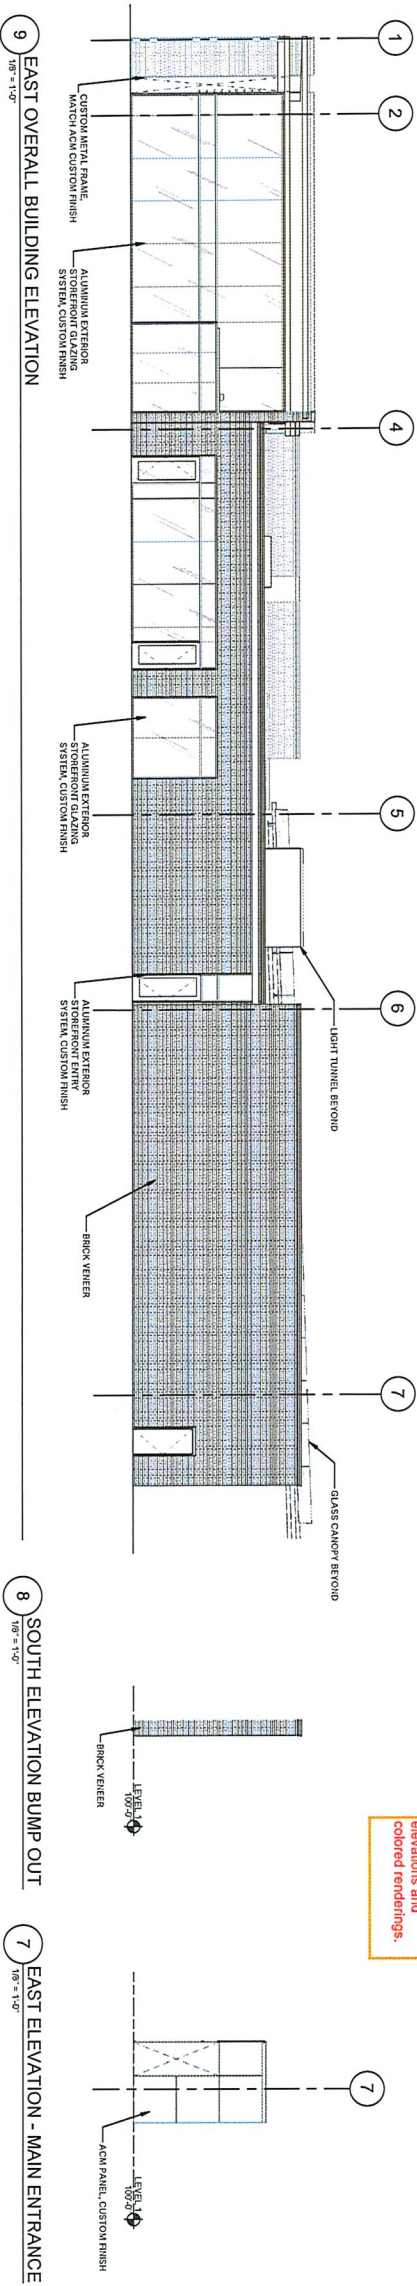 1
2
4
5
6
7
LIGHT TUNNEL BEYOND
GLASS CANOPY BEYOND
CUSTOM METAL FRAME,
MATCH ACM CUSTOM FINISH
ALUMINUM EXTERIOR
STOREFRONT GLAZING
SYSTEM, CUSTOM FINISH
ALUMINUM EXTERIOR
STOREFRONT GLAZING
SYSTEM, CUSTOM FINISH
ALUMINUM EXTERIOR
STOREFRONT ENTRY
SYSTEM, CUSTOM FINISH
BRICK VENEER
9 EAST OVERALL BUILDING ELEVATION
1/8" = 1'-0"
LEVEL 1
100'-0"
BRICK VENEER
8 SOUTH ELEVATION BUMP OUT
1/8" = 1'-0"
elevations and
colored renderings.
7
LEVEL 1
100'-0"
ACM PANEL, CUSTOM FINISH
7 EAST ELEVATION - MAIN ENTRANCE
1/8" = 1'-0"